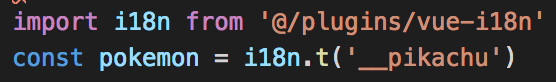 import i18n from '@/plugins/vue-i18n'
const pokemon = i18n.t('__pikachu')